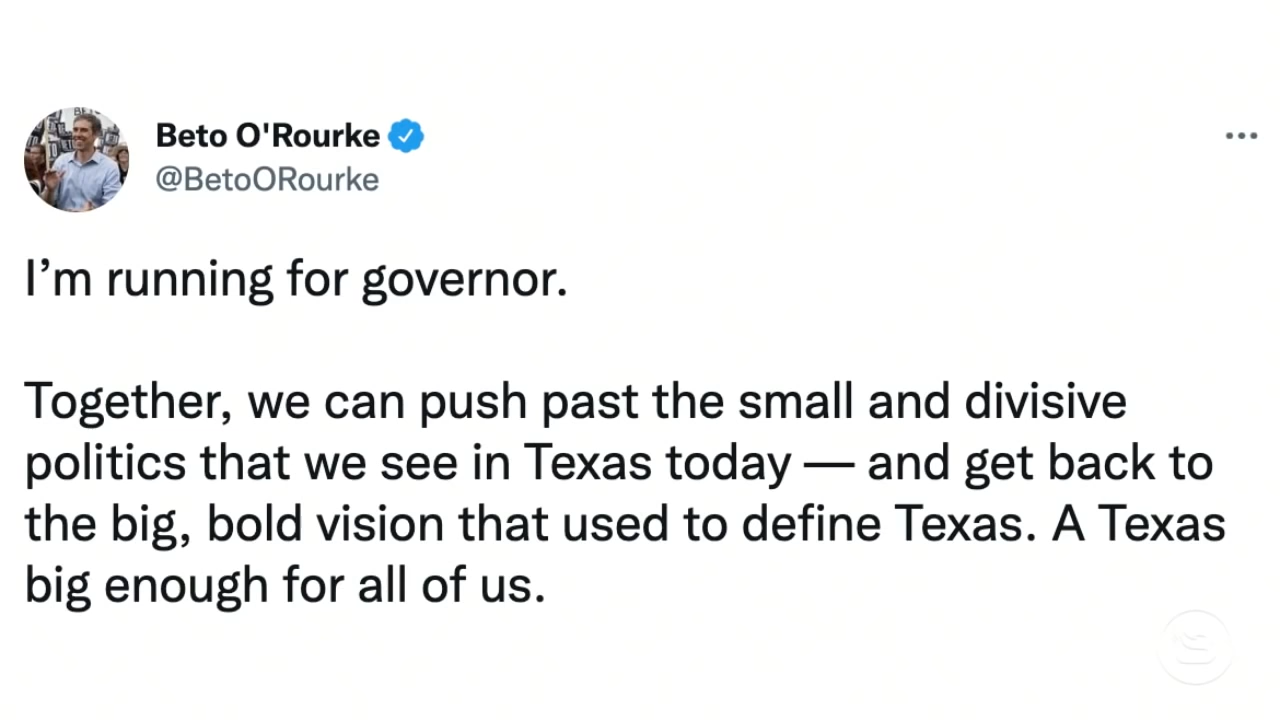 Beto O'Rourke
@BetoORourke
I’m running for governor.
Together, we can push past the small and divisive
politics that we see in Texas today — and get back to
the big, bold vision that used to define Texas. A Texas
big enough for all of us.